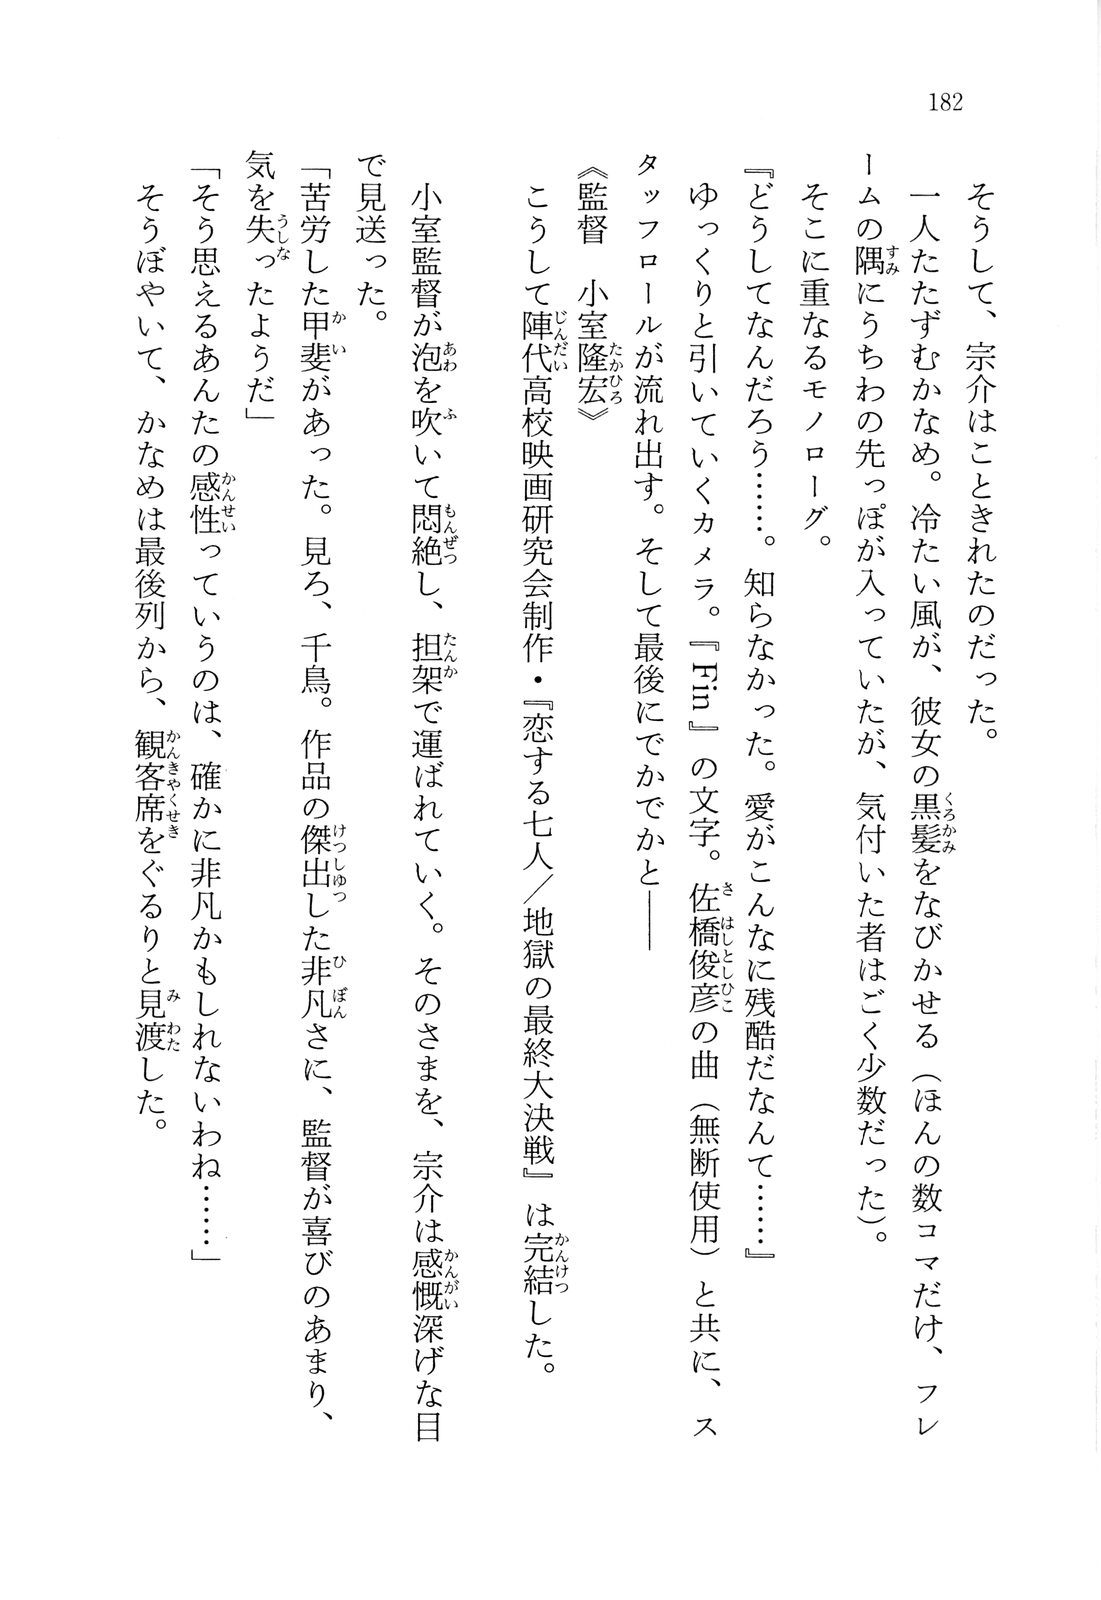 182
そうして、宗介はこときれたのだった。
一人たたずむかなめ。冷たい風が、彼女の黒髪をなびかせる（ほんの数コマだけ、フレ
ームの隅にうちわの先っぽが入っていたが、気付いた者はごく少数だった）。
そこに重なるモノローグ。
『どうしてなんだろう……。知らなかった。愛がこんなに残酷だなんて……』
ゆっくりと引いていくカメラ。『Fin』の文字。佐橋俊彦の曲（無断使用）と共に、ス
タッフロールが流れ出す。そして最後にでかでかと――
《監督　小室隆宏》
こうして陣代高校映画研究会制作・『恋する七人／地獄の最終大決戦』は完結した。
小室監督が泡を吹いて悶絶し、担架で運ばれていく。そのさまを、宗介は感慨深げな目
で見送った。
「苦労した甲斐があった。見ろ、千鳥。作品の傑出した非凡さに、監督が喜びのあまり、
気を失ったようだ」
「そう思えるあんたの感性っていうのは、確かに非凡かもしれないわね……」
そうぼやいて、かなめは最後列から、観客席をぐるりと見渡した。